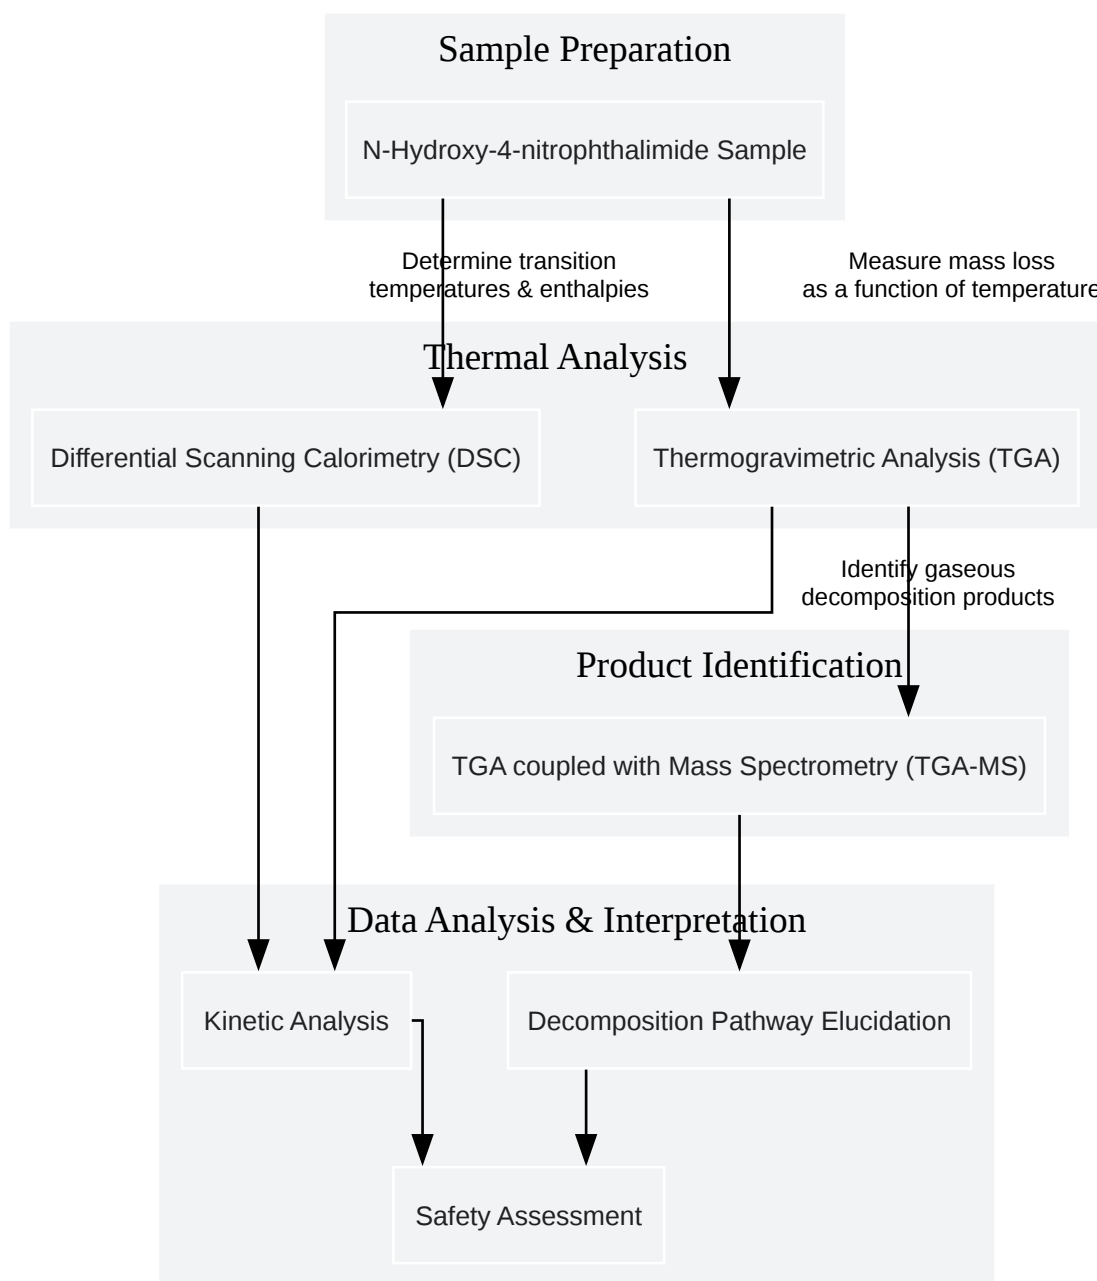 Sample Preparation
N-Hydroxy-4-nitrophthalimide Sample
Determine transition
temperatures & enthalpies
Measure mass loss
as a function of temperature
Thermal Analysis
Differential Scanning Calorimetry (DSC)
Thermogravimetric Analysis (TGA)
Identify gaseous
decomposition products
Product Identification
TGA coupled with Mass Spectrometry (TGA-MS)
Data Analysis & Interpretation
Kinetic Analysis
Decomposition Pathway Elucidation
Safety Assessment